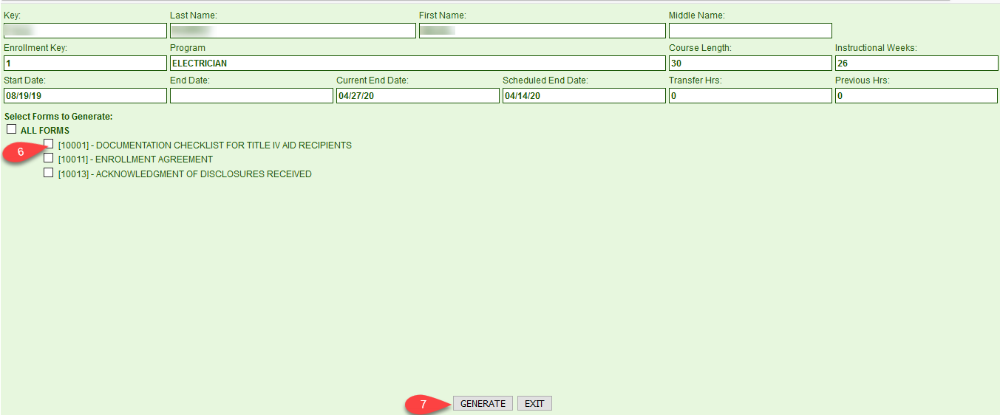 Key: Last Name: First Name: Middle Name:
Enrollment Key: Program Course Length: Instructional Weeks:
1 ELECTRICIAN 30 26
Start Date: End Date: Current End Date: Scheduled End Date: Transfer Hrs: Previous Hrs:
08/19/19 04/27/20 04/14/20 0 0
Select Forms to Generate:
ALL FORMS
6 [10001] - DOCUMENTATION CHECKLIST FOR TITLE IV AID RECIPIENTS
[10011] - ENROLLMENT AGREEMENT
[10013] - ACKNOWLEDGMENT OF DISCLOSURES RECEIVED
7 GENERATE EXIT